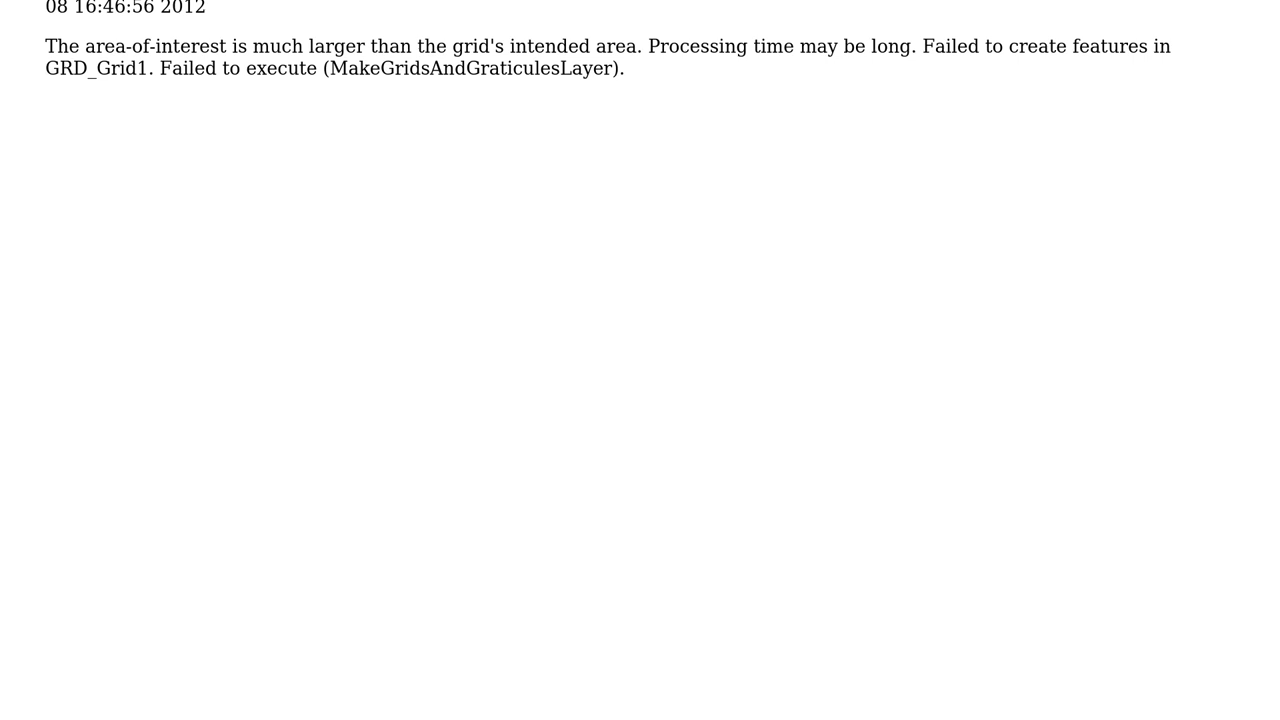 08 16:46:56 2012
The area-of-interest is much larger than the grid's intended area. Processing time may be long. Failed to create features in
GRD_Grid1. Failed to execute (MakeGridsAndGraticulesLayer).